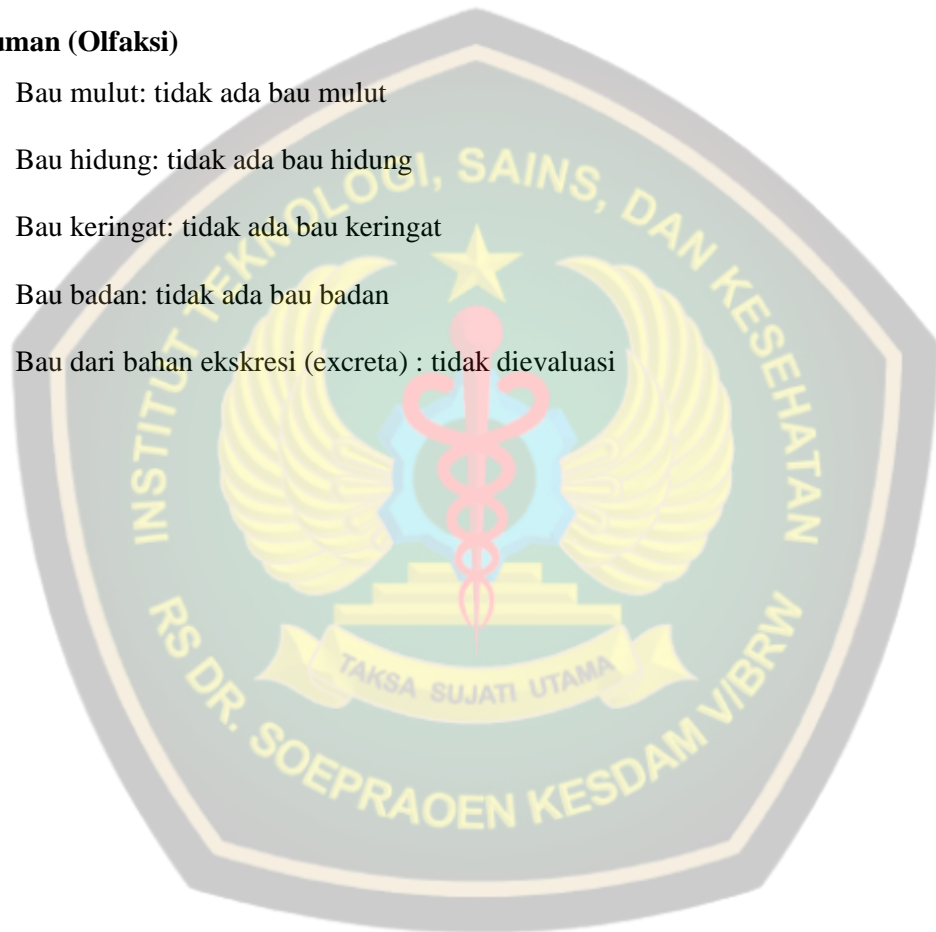 uman (Olfaksi)
Bau mulut: tidak ada bau mulut
Bau hidung: tidak ada bau hidung
Bau keringat: tidak ada bau keringat
Bau badan: tidak ada bau badan
Bau dari bahan ekskresi (excreta) : tidak dievaluasi
INSTITUT TEKNOLOGI, SAINS, DAN KESEHATAN
TAKSA SUJATI UTAMA
RS DR. SOEPRAOEN KESDAM V/BRW